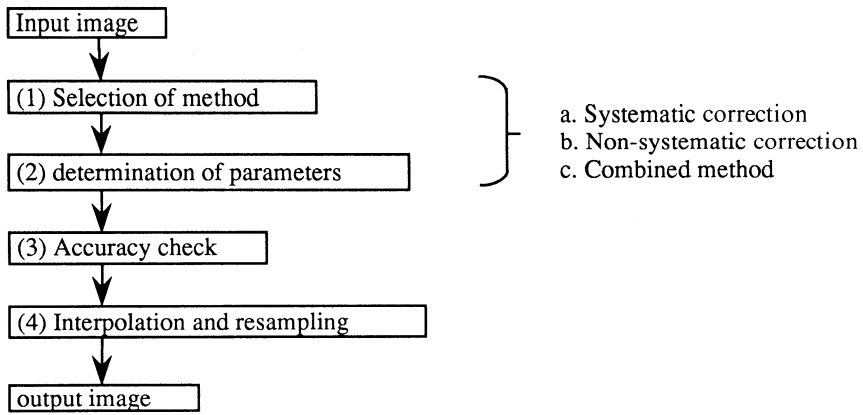 Input image
(1) Selection of method
(2) determination of parameters
a. Systematic correction
b. Non-systematic correction
c. Combined method
(3) Accuracy check
(4) Interpolation and resampling
output image